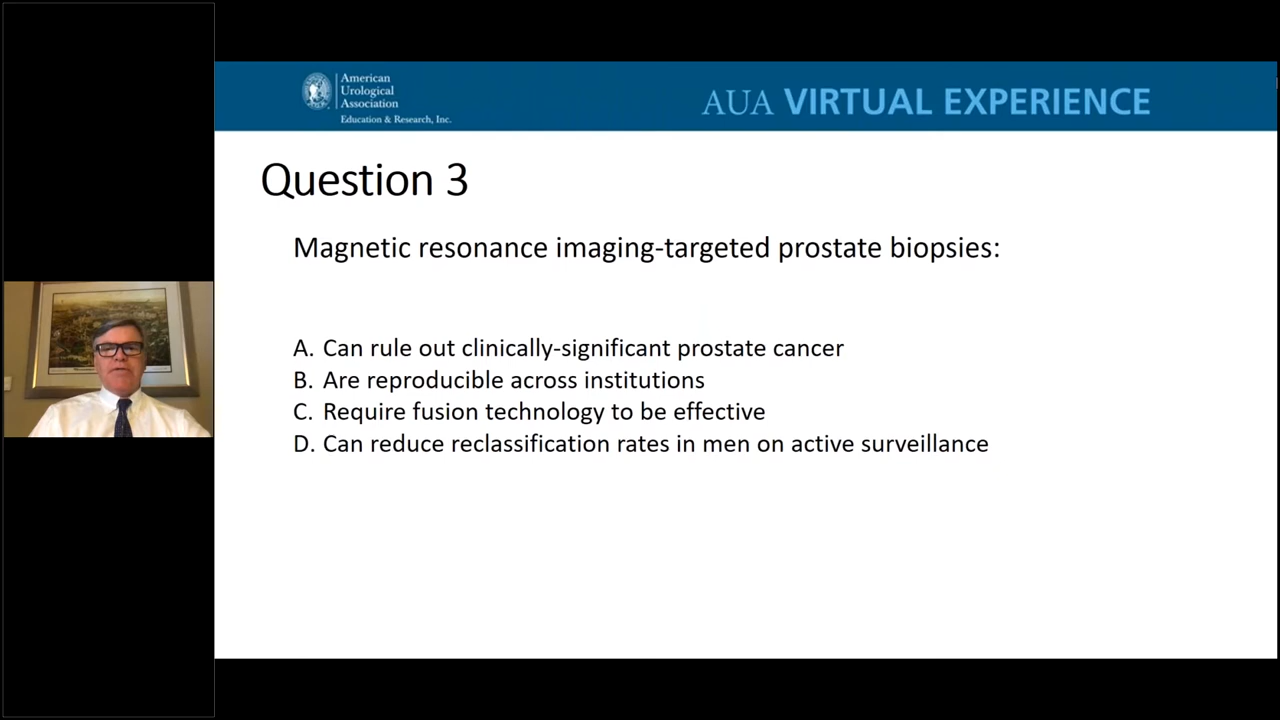 American
Urological
Association
Education & Research, Inc.
AUA VIRTUAL EXPERIENCE
Question 3
Magnetic resonance imaging-targeted prostate biopsies:
A. Can rule out clinically-significant prostate cancer
B. Are reproducible across institutions
C. Require fusion technology to be effective
D. Can reduce reclassification rates in men on active surveillance